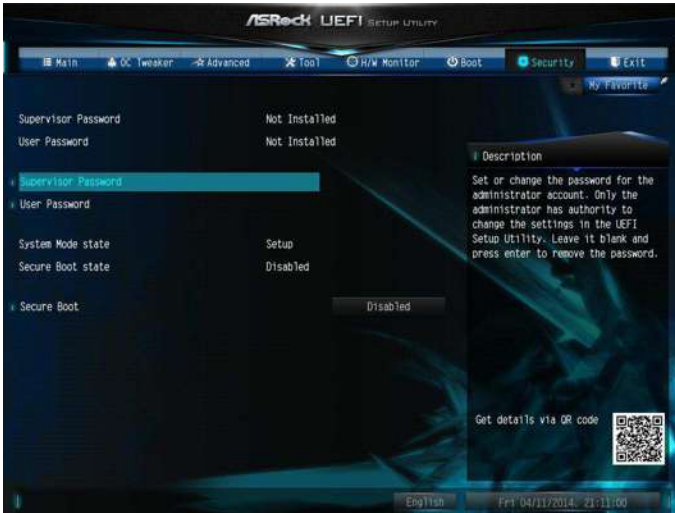 ASRock UEFI SETUP UTILITY
Main OC Tweaker Advanced Tool H/W Monitor Boot Security Exit
My Favorite
Supervisor Password Not Installed
User Password Not Installed
Supervisor Password
User Password
System Mode state Setup
Secure Boot state Disabled
Secure Boot Disabled
Description
Set or change the password for the
administrator account. Only the
administrator has authority to
change the settings in the UEFI
Setup Utility. Leave it blank and
press enter to remove the password.
Get details via QR code
English Fri 04/11/2014, 21:11:00